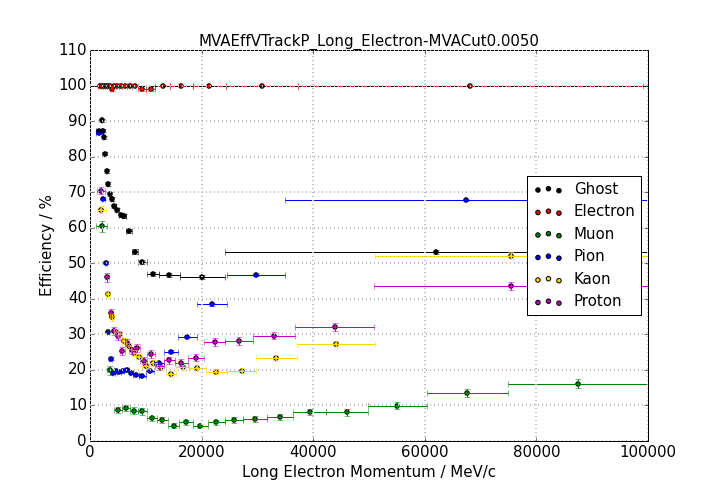 MVAEffVTrackP_Long_Electron-MVACut0.0050
110
100
90
80
70
60
50
40
30
20
10
0
Efficiency / %
Ghost
Electron
Muon
Pion
Kaon
Proton
0 20000 40000 60000 80000 100000
Long Electron Momentum / MeV/c